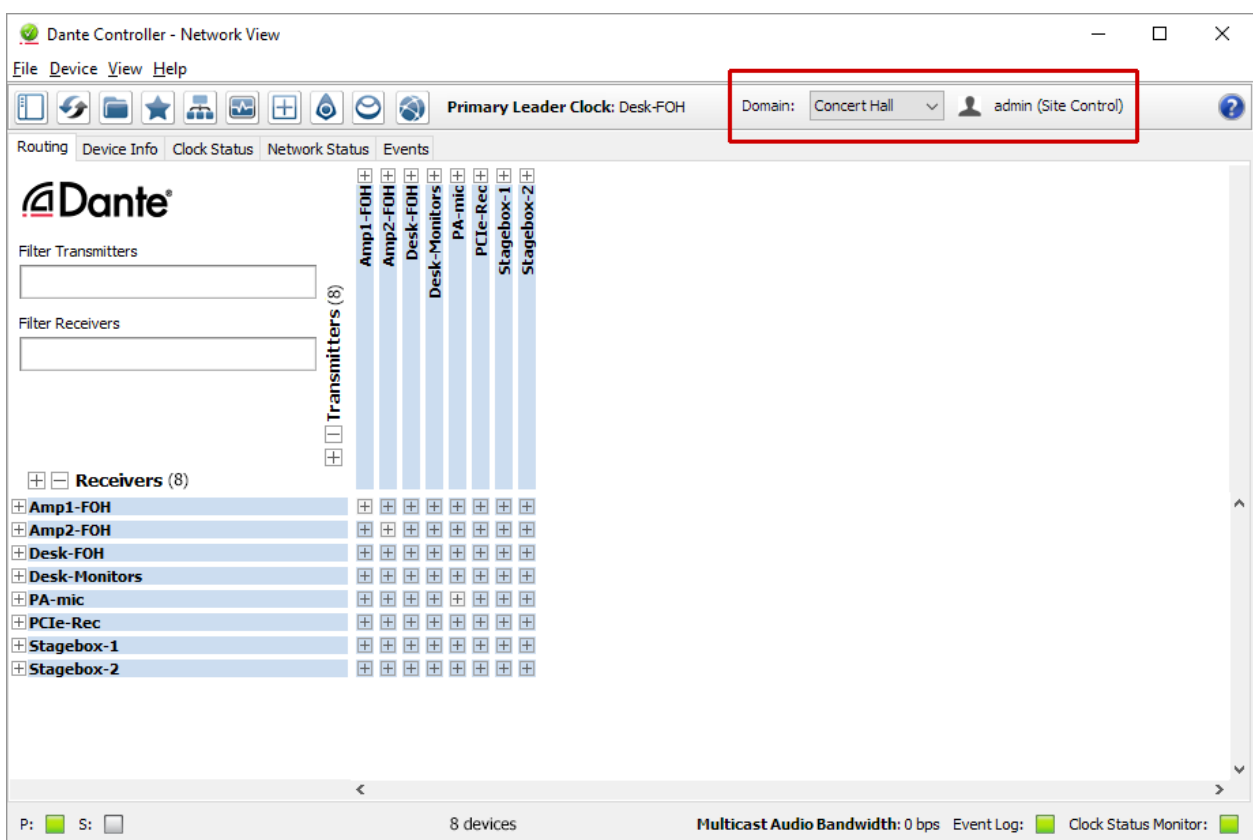 Dante Controller - Network View
File Device View Help
Primary Leader Clock: Desk-FOH Domain: Concert Hall admin (Site Control) ?
Routing Device Info Clock Status Network Status Events
Dante®
Filter Transmitters
Filter Receivers
Transmitters (8)
Amp1-FOH
Amp2-FOH
Desk-FOH
Desk-Monitors
PA-mic
PCIe-Rec
Stagebox-1
Stagebox-2
Receivers (8)
Amp1-FOH
Amp2-FOH
Desk-FOH
Desk-Monitors
PA-mic
PCIe-Rec
Stagebox-1
Stagebox-2
P: S: 8 devices Multicast Audio Bandwidth: 0 bps Event Log: Clock Status Monitor: